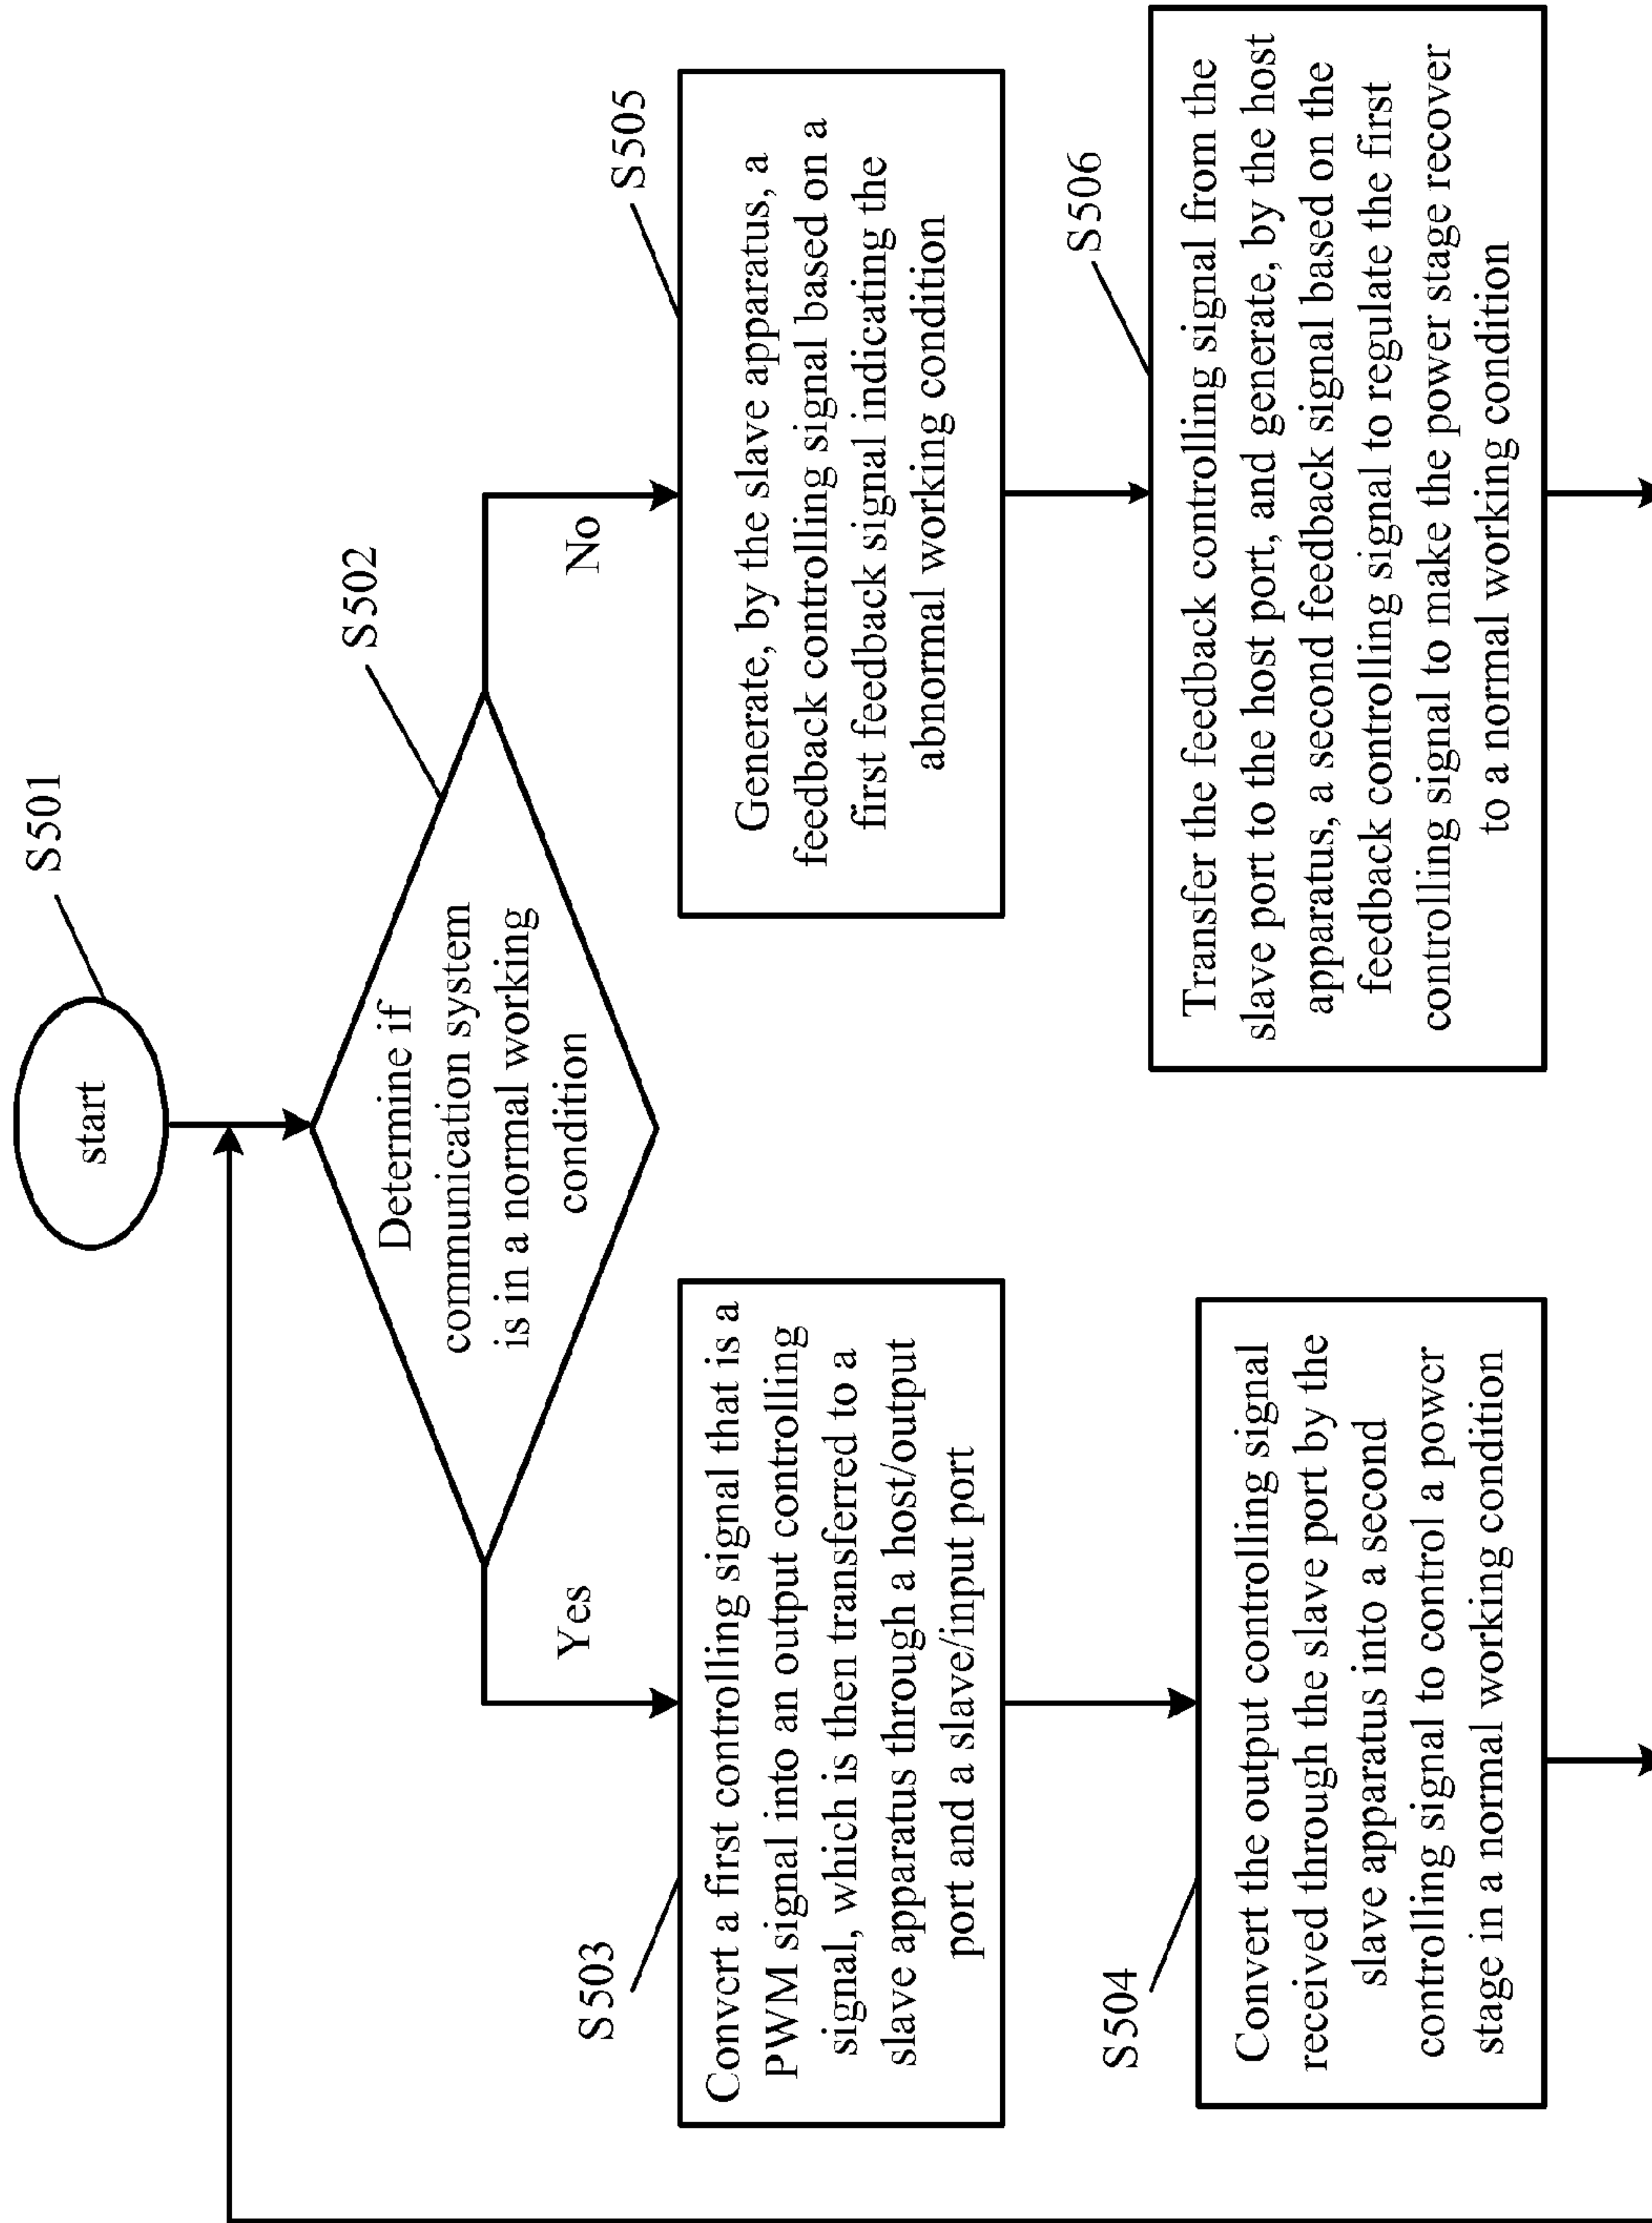 start
S501
Determine if
communication system
is in a normal working
condition
S502
Yes
No
S503
Convert a first controlling signal that is a
PWM signal into an output controlling
signal, which is then transferred to a
slave apparatus through a host/output
port and a slave/input port
S504
Convert the output controlling signal
received through the slave port by the
slave apparatus into a second
controlling signal to control a power
stage in a normal working condition
S505
Generate, by the slave apparatus, a
feedback controlling signal based on a
first feedback signal indicating the
abnormal working condition
S506
Transfer the feedback controlling signal from the
slave port to the host port, and generate, by the host
apparatus, a second feedback signal based on the
feedback controlling signal to regulate the first
controlling signal to make the power stage recover
to a normal working condition